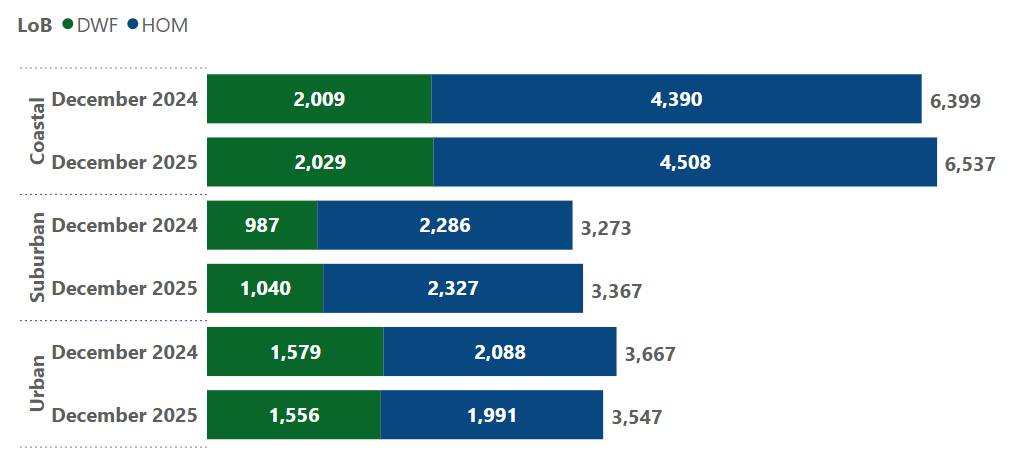 LoB DWF HOM
Coastal
December 2024 2,009 4,390 6,399
December 2025 2,029 4,508 6,537
Suburban
December 2024 987 2,286 3,273
December 2025 1,040 2,327 3,367
Urban
December 2024 1,579 2,088 3,667
December 2025 1,556 1,991 3,547